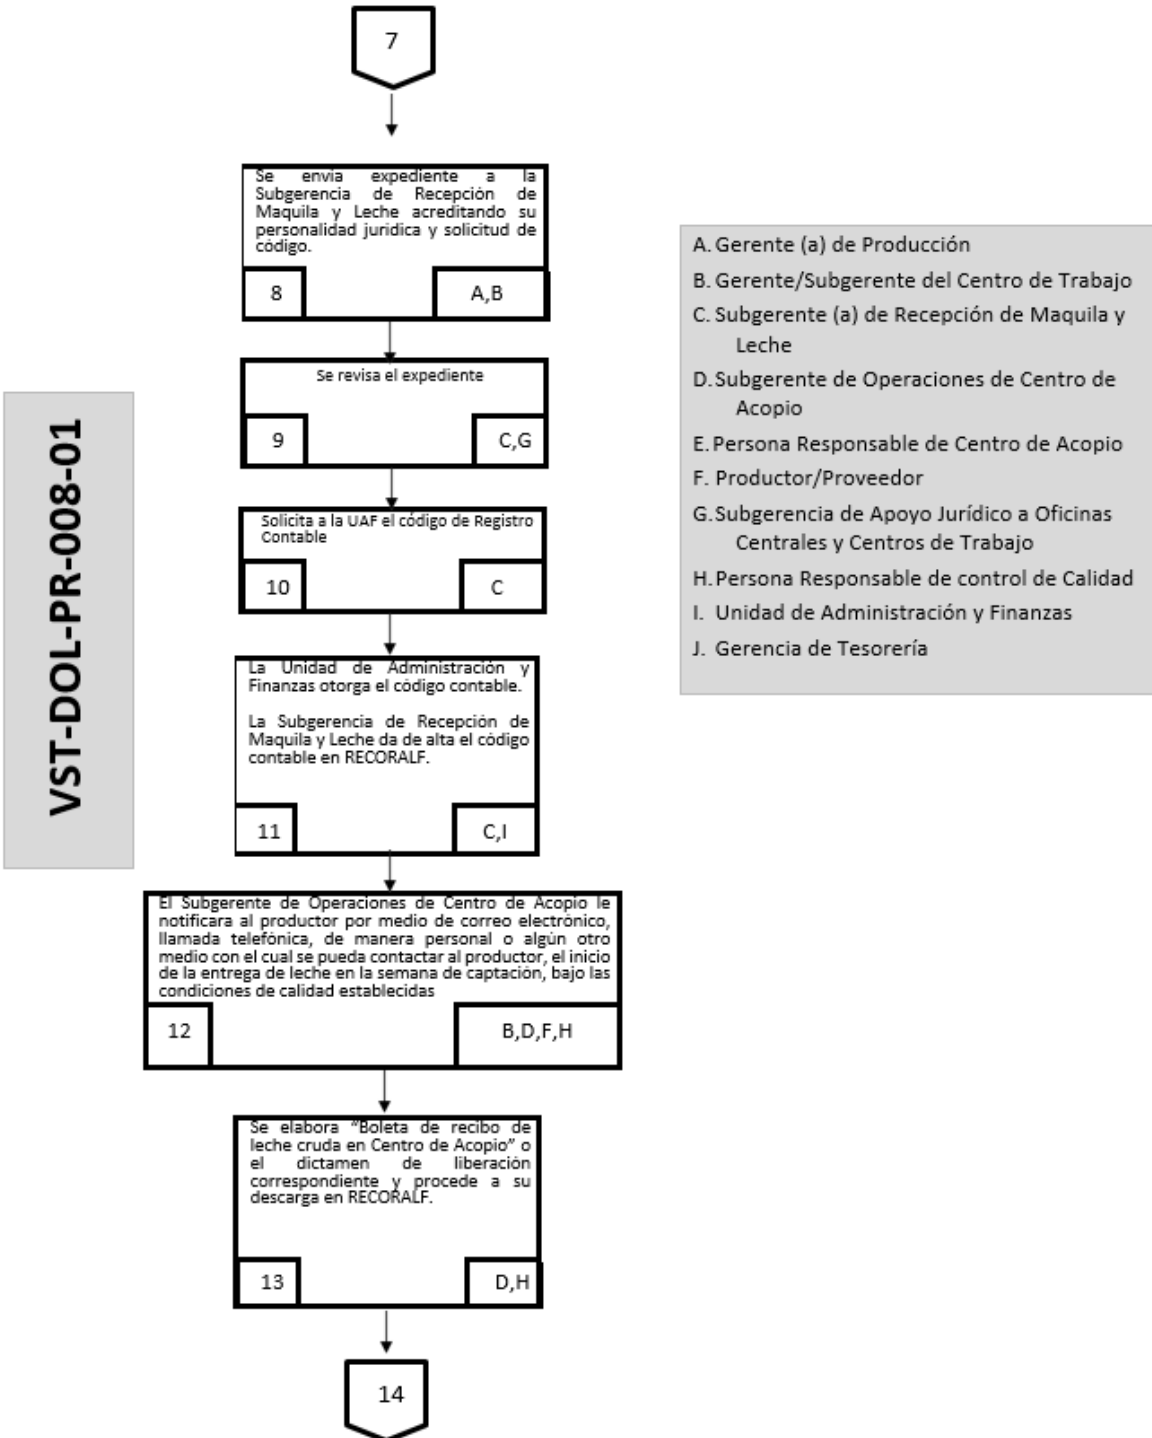 7
Se envía expediente a la
Subgerencia de Recepción de
Maquila y Leche acreditando su
personalidad jurídica y solicitud de
código.
8
A,B
Se revisa el expediente
9
C,G
Solicita a la UAF el código de Registro
Contable
10
C
La Unidad de Administración y
Finanzas otorga el código contable.
La Subgerencia de Recepción de
Maquila y Leche da de alta el código
contable en RECORALF.
11
C,I
El Subgerente de Operaciones de Centro de Acopio le
notificara al productor por medio de correo electrónico,
llamada telefónica, de manera personal o algún otro
medio con el cual se pueda contactar al productor, el inicio
de la entrega de leche en la semana de captación, bajo las
condiciones de calidad establecidas
12
B,D,F,H
Se elabora “Boleta de recibo de
leche cruda en Centro de Acopio” o
el dictamen de liberación
correspondiente y procede a su
descarga en RECORALF.
13
D,H
14
VST-DOL-PR-008-01
A. Gerente (a) de Producción
B. Gerente/Subgerente del Centro de Trabajo
C. Subgerente (a) de Recepción de Maquila y
Leche
D. Subgerente de Operaciones de Centro de
Acopio
E. Persona Responsable de Centro de Acopio
F. Productor/Proveedor
G. Subgerencia de Apoyo Jurídico a Oficinas
Centrales y Centros de Trabajo
H. Persona Responsable de control de Calidad
I. Unidad de Administración y Finanzas
J. Gerencia de Tesorería